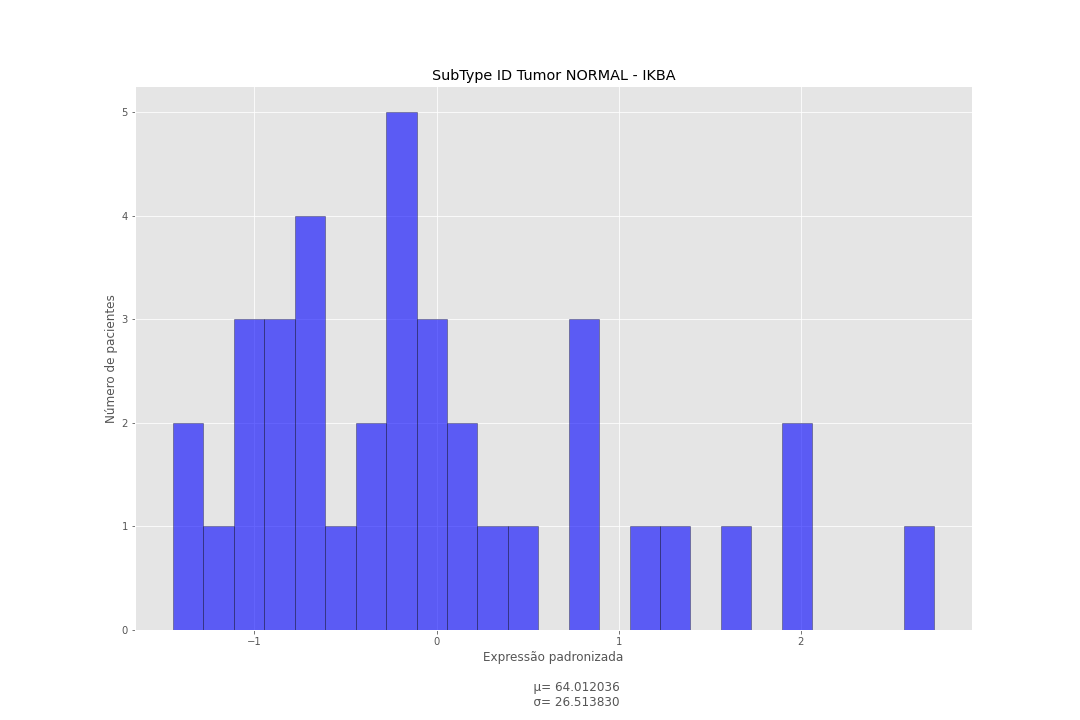 SubType ID Tumor NORMAL - IKBA
5
4
3
2
1
0
Número de pacientes
−1
0
1
2
Expressão padronizada
μ= 64.012036
σ= 26.513830